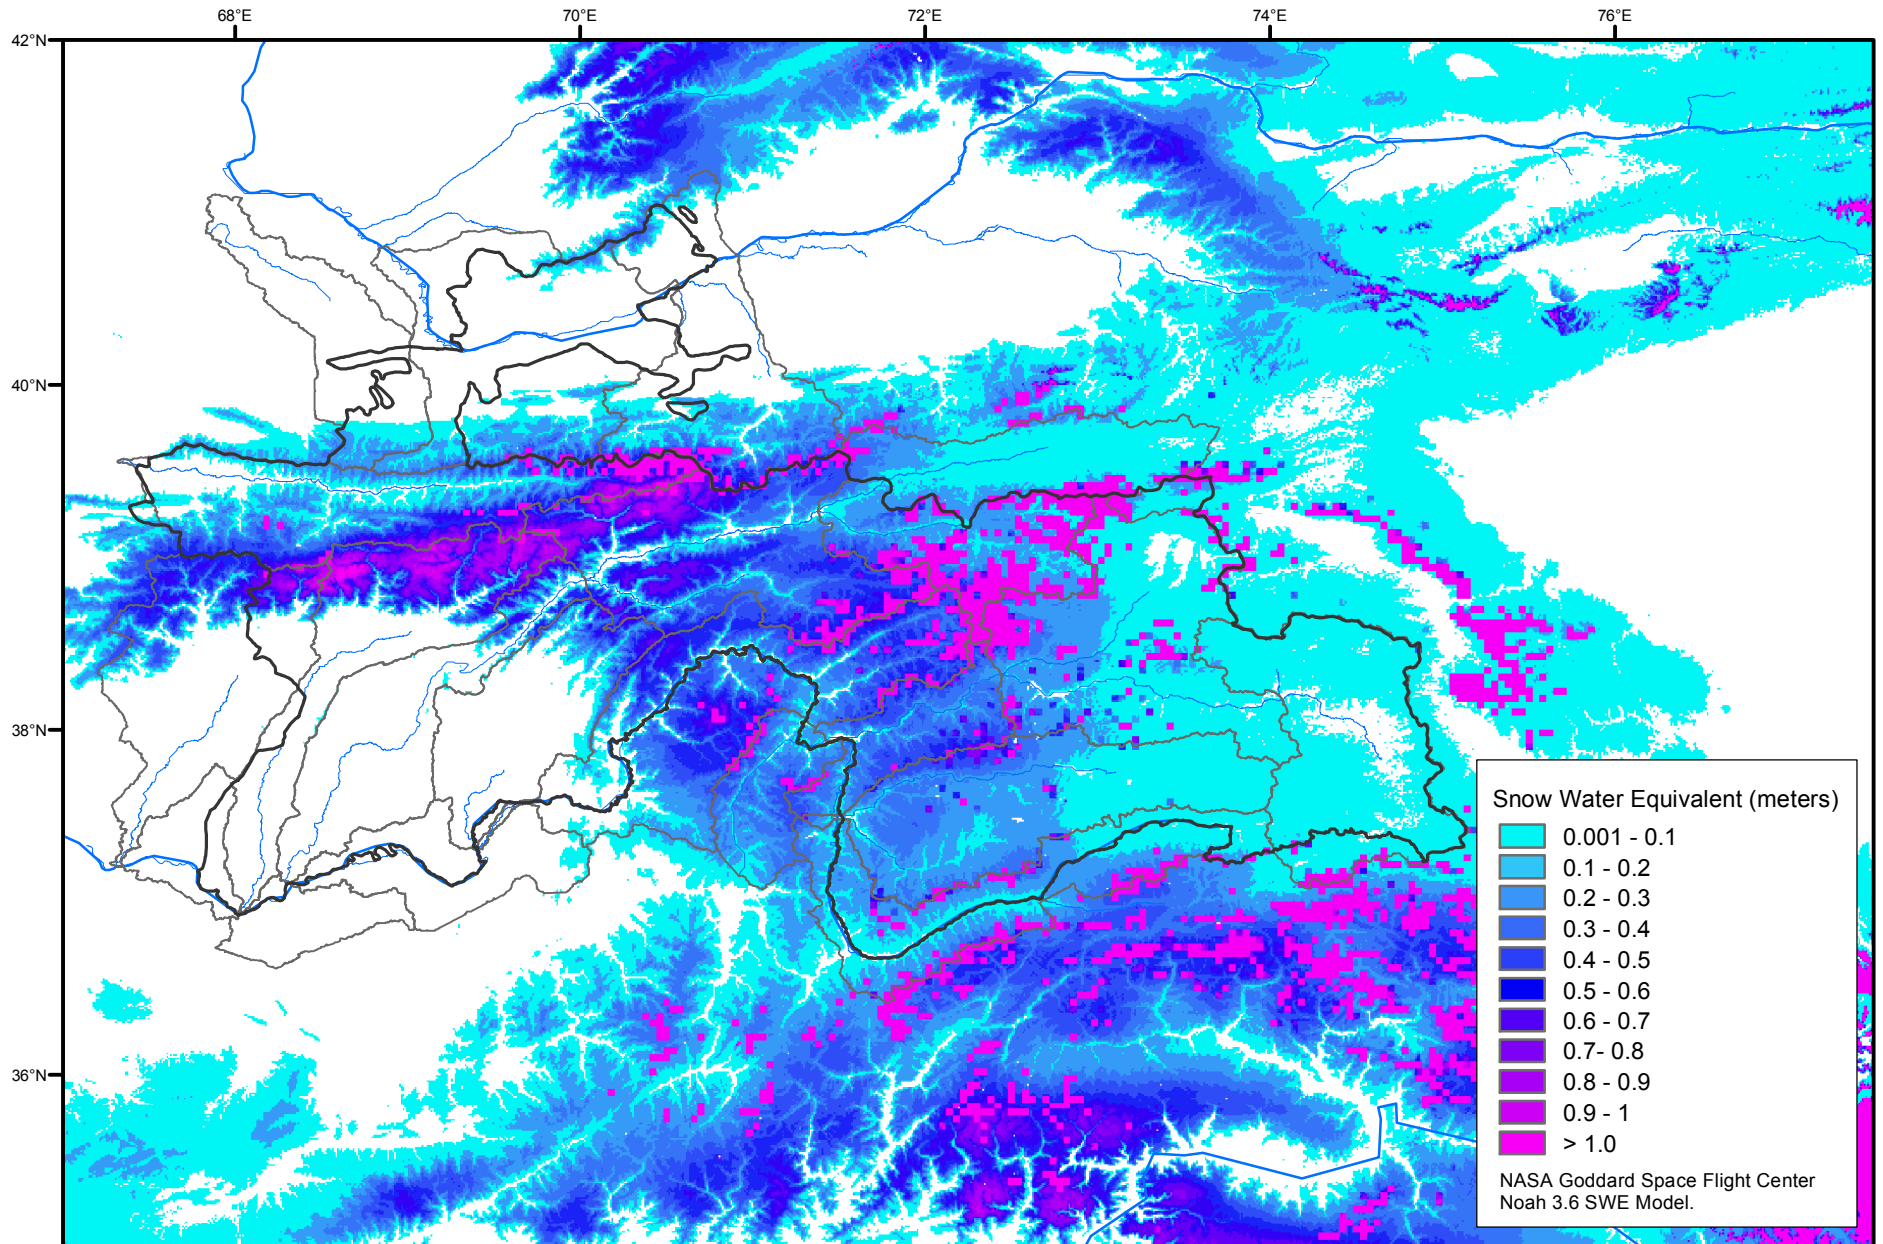 68°E 70°E 72°E 74°E 76°E
42°N
40°N
38°N
36°N
Snow Water Equivalent (meters)
0.001 - 0.1
0.1 - 0.2
0.2 - 0.3
0.3 - 0.4
0.4 - 0.5
0.5 - 0.6
0.6 - 0.7
0.7- 0.8
0.8 - 0.9
0.9 - 1
> 1.0
NASA Goddard Space Flight Center
Noah 3.6 SWE Model.